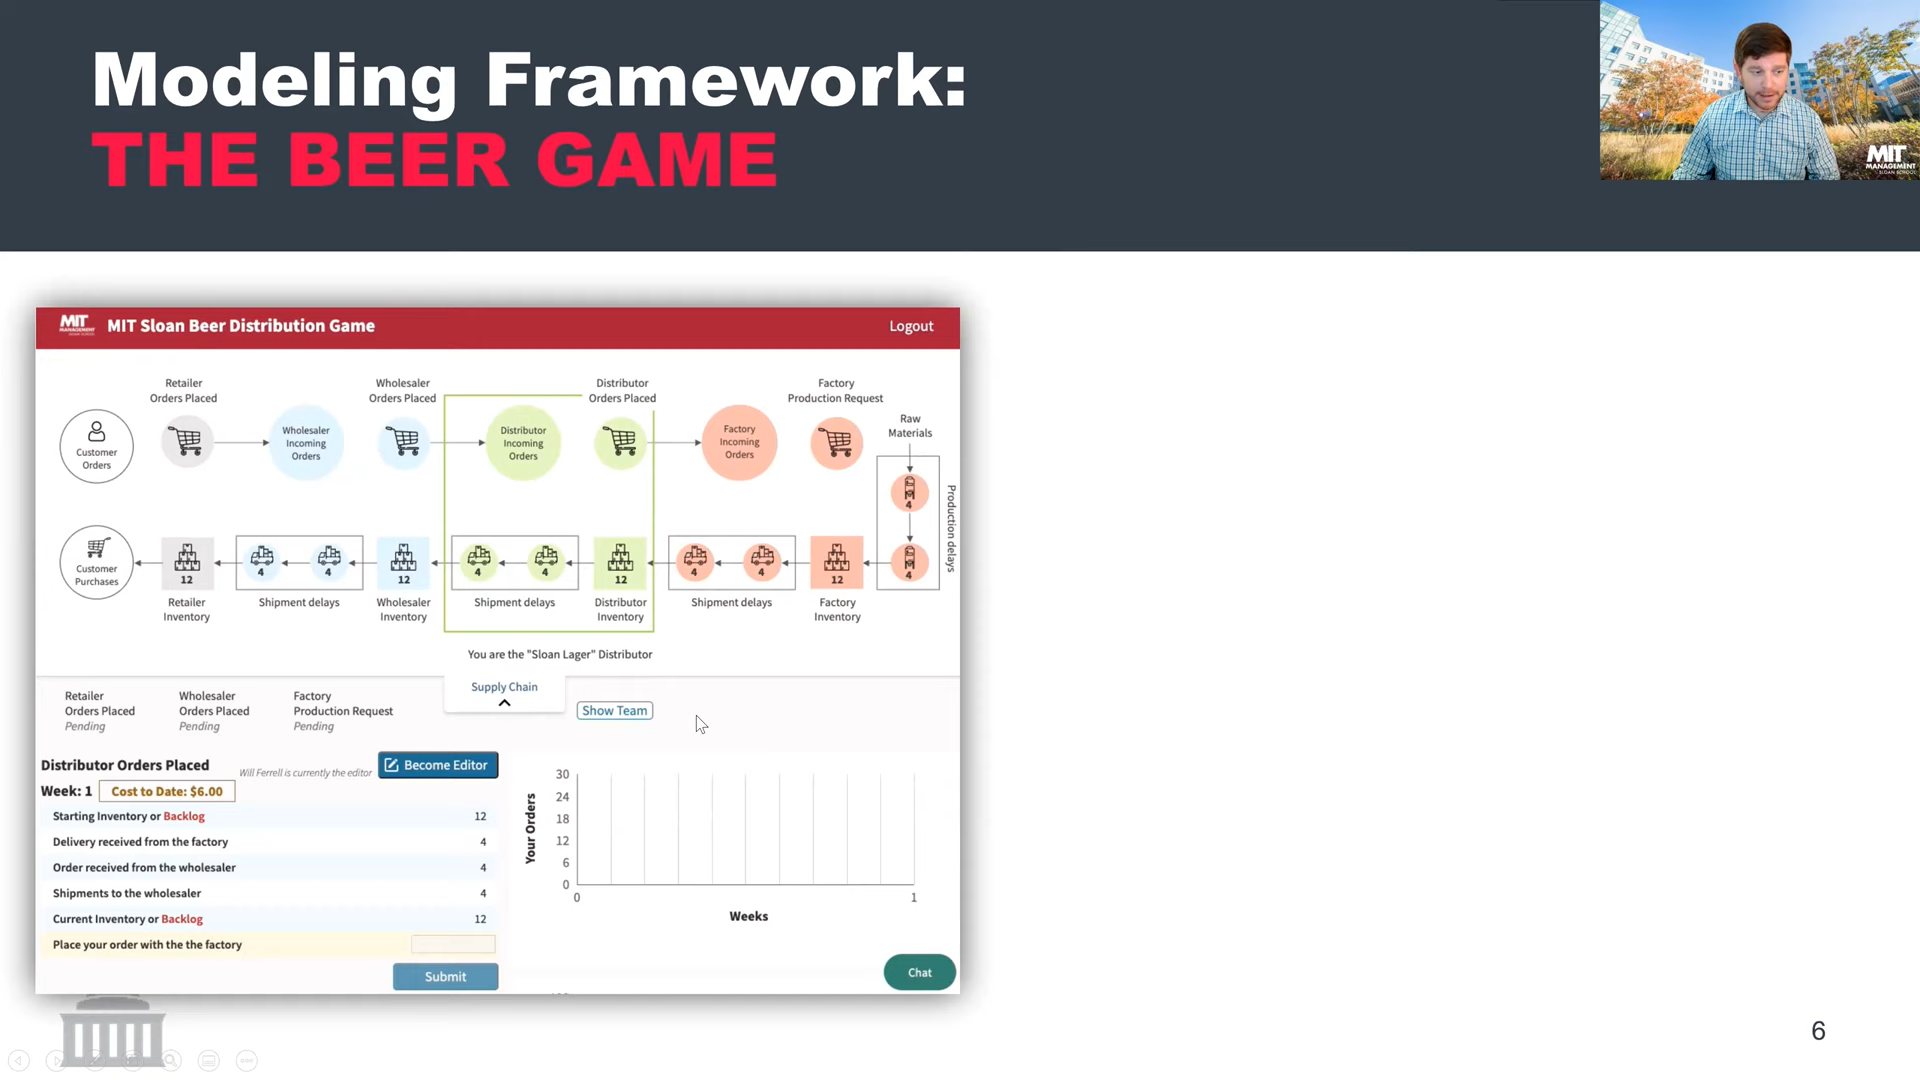 Modeling Framework:
THE BEER GAME
MIT
MANAGEMENT
SLOAN SCHOOL
MIT
MANAGEMENT
MIT Sloan Beer Distribution Game
Logout
Retailer
Orders Placed
Wholesaler
Orders Placed
Distributor
Orders Placed
Factory
Production Request
Raw
Materials
Customer
Orders
Wholesaler
Incoming
Orders
Distributor
Incoming
Orders
Factory
Incoming
Orders
4
Production delays
Customer
Purchases
12
4
4
12
4
4
12
4
4
12
4
Retailer
Inventory
Shipment delays
Wholesaler
Inventory
Shipment delays
Distributor
Inventory
Shipment delays
Factory
Inventory
You are the "Sloan Lager" Distributor
Supply Chain
Retailer
Orders Placed
Pending
Wholesaler
Orders Placed
Pending
Factory
Production Request
Pending
Show Team
Distributor Orders Placed
Will Ferrell is currently the editor
Become Editor
Week: 1
Cost to Date: $6.00
Starting Inventory or Backlog 12
Delivery received from the factory 4
Order received from the wholesaler 4
Shipments to the wholesaler 4
Current Inventory or Backlog 12
Place your order with the the factory
Submit
Your Orders
30
24
18
12
6
0
0 1
Weeks
Chat
6